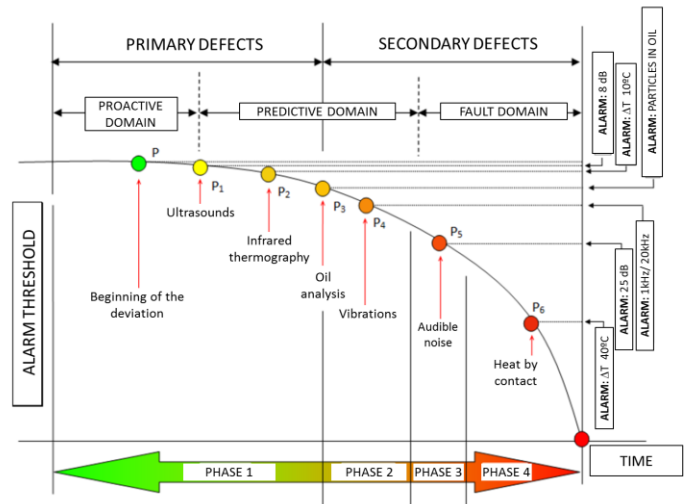 PRIMARY DEFECTS
SECONDARY DEFECTS
PROACTIVE
DOMAIN
PREDICTIVE DOMAIN
FAULT DOMAIN
ALARM: 8 dB
ALARM: ΔT 10ºC
ALARM: PARTICLES IN OIL
P
P1
P2
P3
P4
P5
P6
Ultrasounds
Infrared
thermography
Beginning of the
deviation
Oil
analysis
Vibrations
Audible
noise
Heat by
contact
ALARM THRESHOLD
ALARM: 25 dB
ALARM: 1kHz/ 20kHz
ALARM: ΔT 40ºC
TIME
PHASE 1
PHASE 2
PHASE 3
PHASE 4